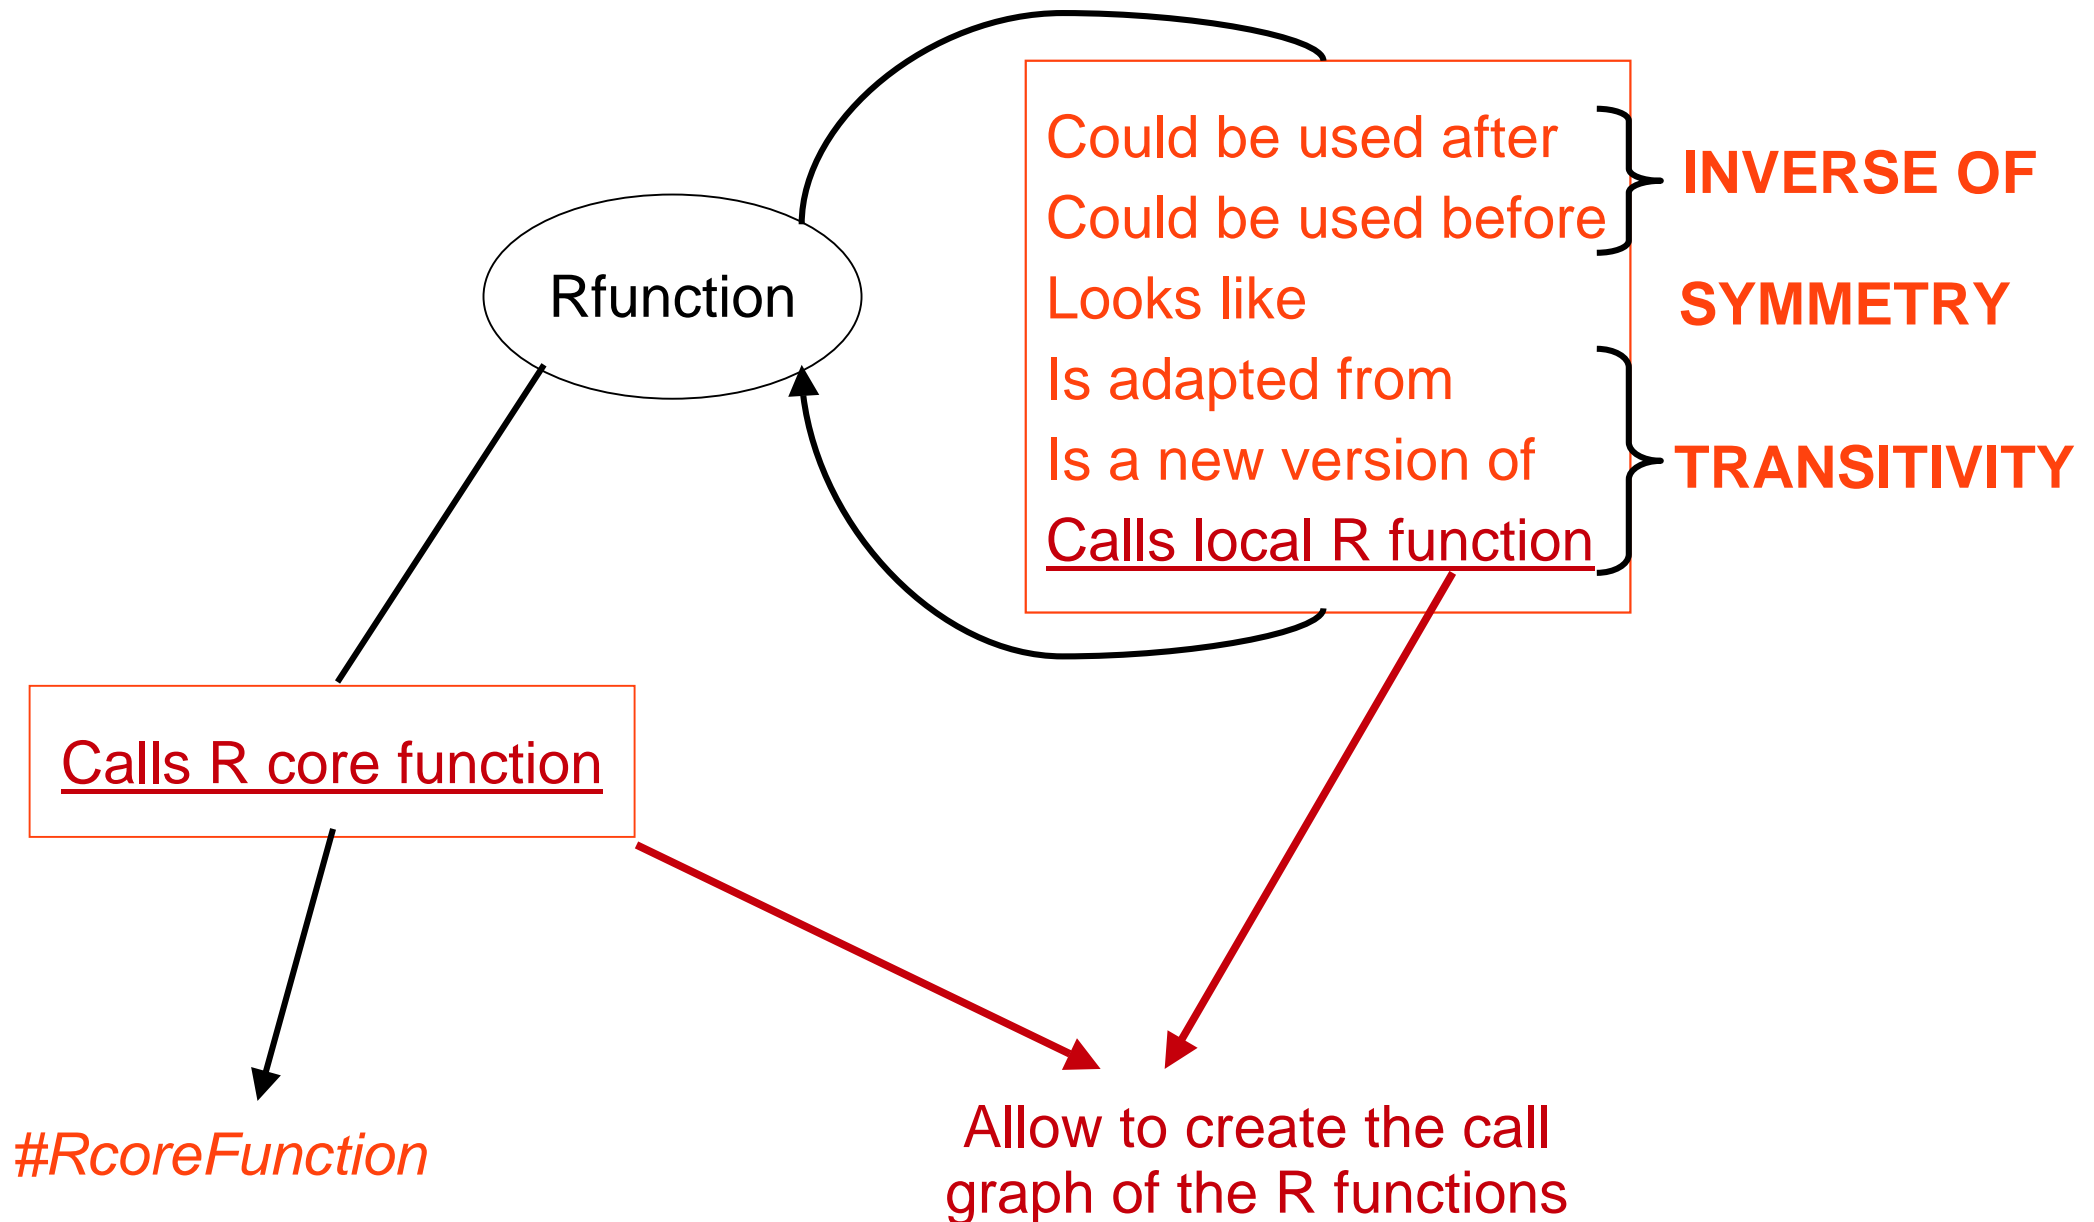 Could be used after
INVERSE OF
Could be used before
Rfunction
Looks like
SYMMETRY
Is adapted from
Is a new version of
TRANSITIVITY
Calls local R function
Calls R core function
#RcoreFunction
Allow to create the call
graph of the R functions